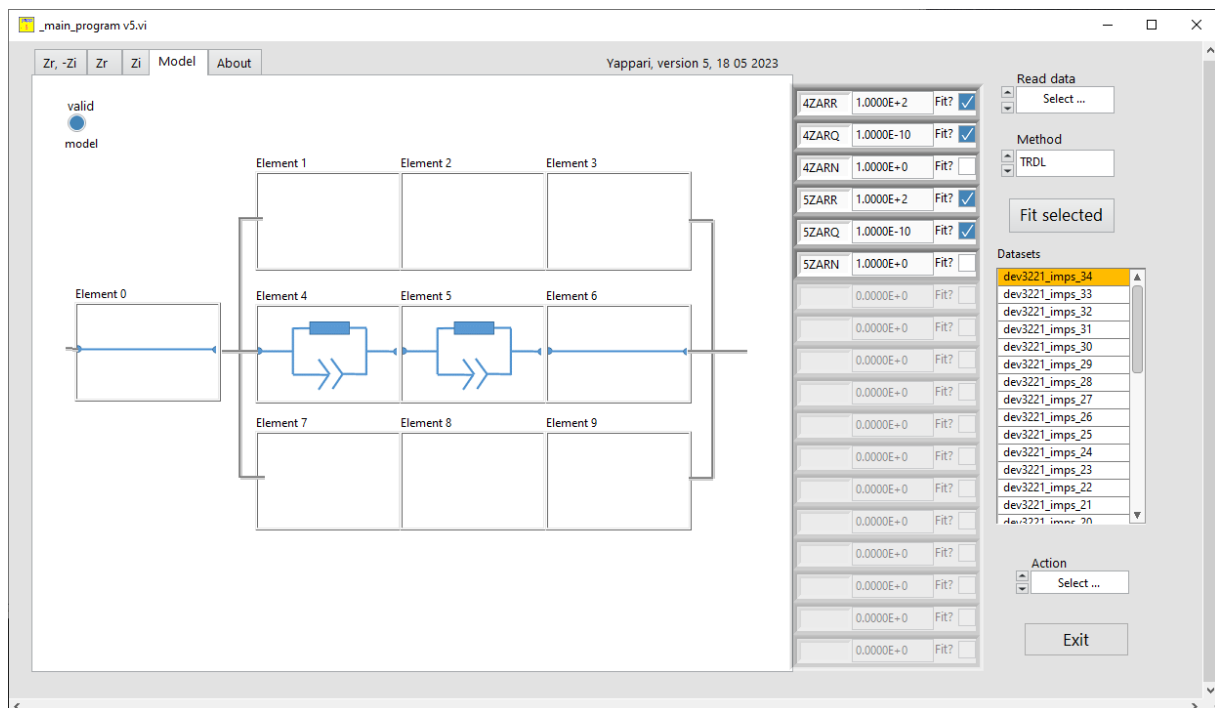 _main_program v5.vi
Zr, -Zi Zr Zi Model About
Yappari, version 5, 18 05 2023
valid
model
Element 1 Element 2 Element 3
Element 0
Element 4 Element 5 Element 6
Element 7 Element 8 Element 9
4ZARR 1.0000E+2 Fit?
4ZARQ 1.0000E-10 Fit?
4ZARN 1.0000E+0 Fit?
5ZARR 1.0000E+2 Fit?
5ZARQ 1.0000E-10 Fit?
5ZARN 1.0000E+0 Fit?
0.0000E+0 Fit?
0.0000E+0 Fit?
0.0000E+0 Fit?
0.0000E+0 Fit?
0.0000E+0 Fit?
0.0000E+0 Fit?
0.0000E+0 Fit?
0.0000E+0 Fit?
0.0000E+0 Fit?
0.0000E+0 Fit?
0.0000E+0 Fit?
0.0000E+0 Fit?
Read data
Select ...
Method
TRDL
Fit selected
Datasets
dev3221_imps_34
dev3221_imps_33
dev3221_imps_32
dev3221_imps_31
dev3221_imps_30
dev3221_imps_29
dev3221_imps_28
dev3221_imps_27
dev3221_imps_26
dev3221_imps_25
dev3221_imps_24
dev3221_imps_23
dev3221_imps_22
dev3221_imps_21
dev3221_imps_20
Action
Select ...
Exit